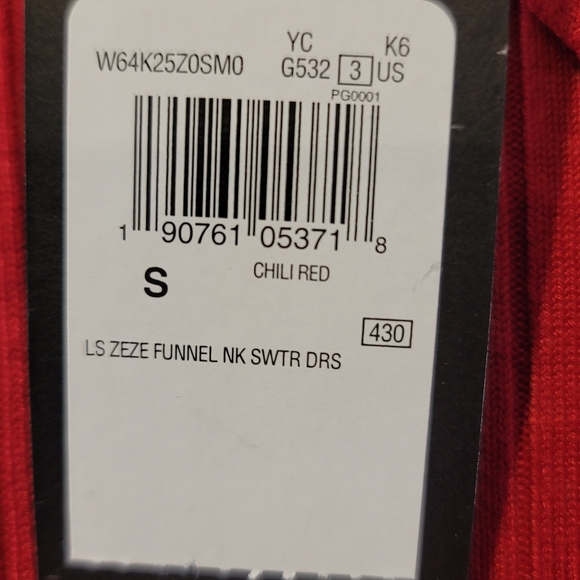 YC K6
W64K25Z0SM0 G532 3 US
PG0001
1 90761 05371 8
S CHILI RED
430
LS ZEZE FUNNEL NK SWTR DRS